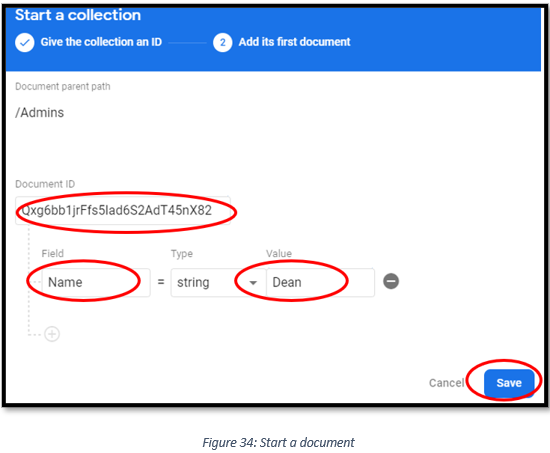 Start a collection
Give the collection an ID
2 Add its first document
Document parent path
/Admins
Document ID
Qxg6bb1jrFfs5Iad6S2AdT45nX82
Field Type Value
Name = string Dean
Cancel Save
Figure 34: Start a document